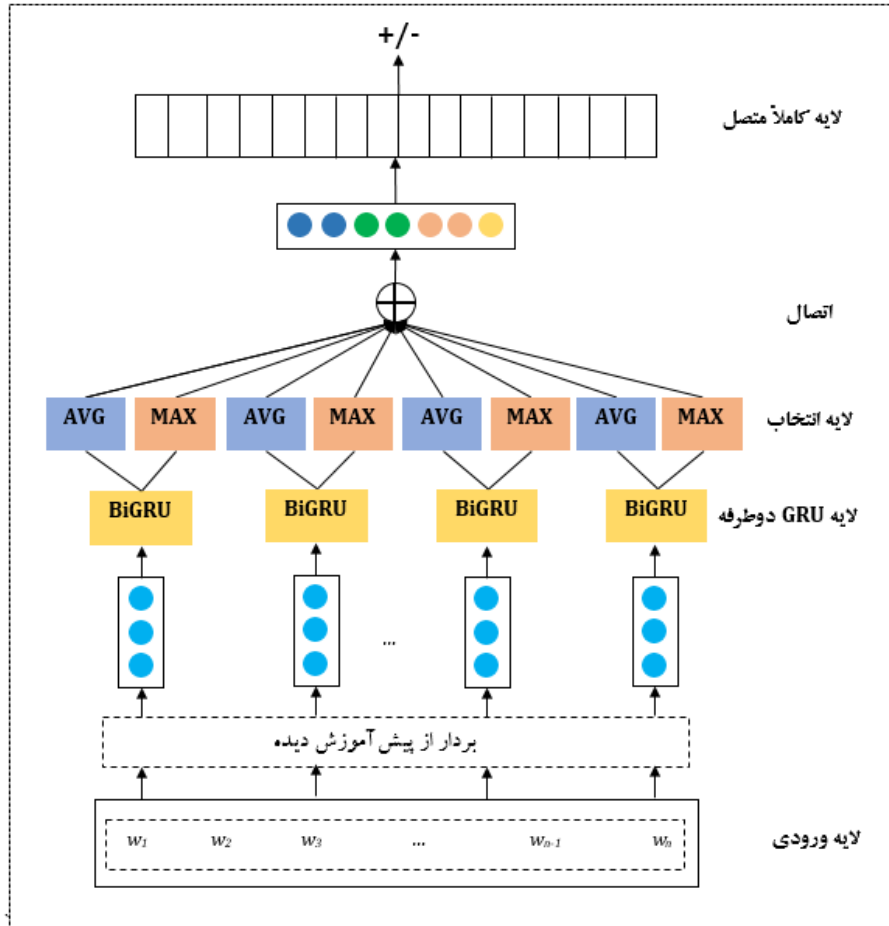 +/-
لایه کاملاً متصل
اتصال
AVG MAX AVG MAX AVG MAX AVG MAX
لایه انتخاب
BiGRU BiGRU BiGRU BiGRU
لایه GRU دوطرفه
...
بردار از پیش آموزش دیده
w₁ w₂ w₃ ... wₙ₋₁ wₙ
لایه ورودی